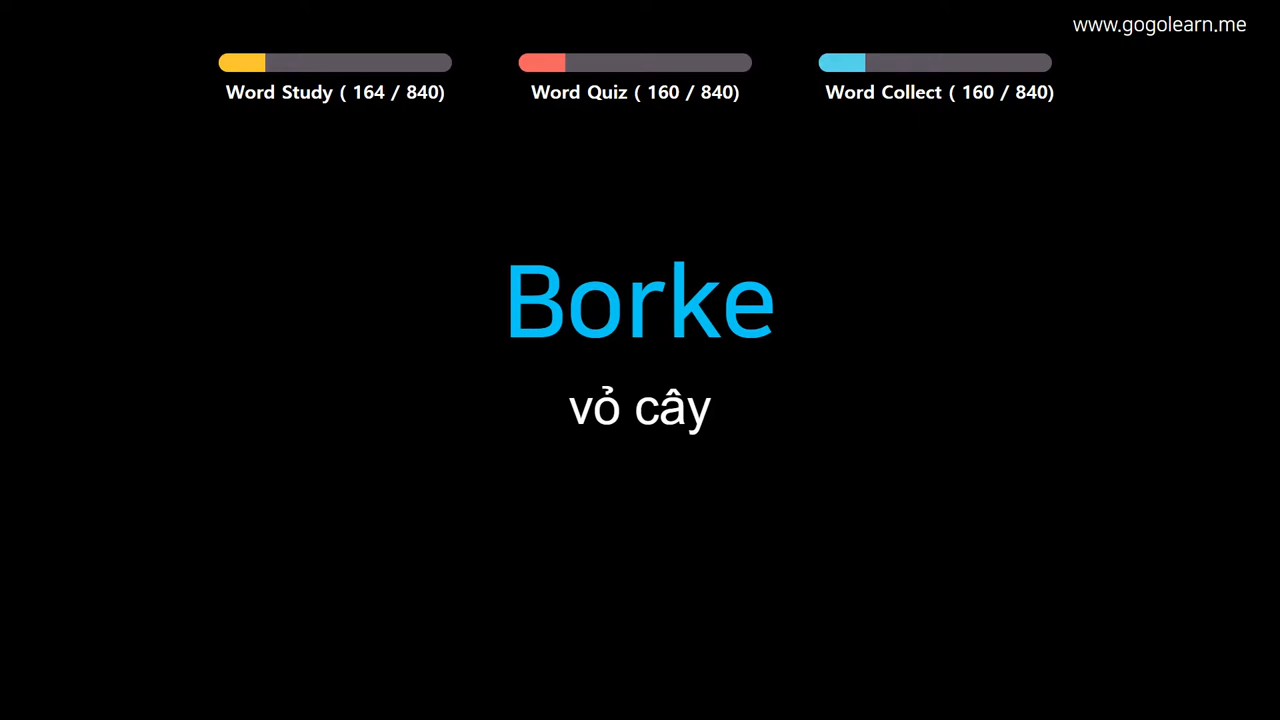 www.gogolearn.me
Word Study ( 164 / 840)
Word Quiz ( 160 / 840)
Word Collect ( 160 / 840)
Borke
vỏ cây